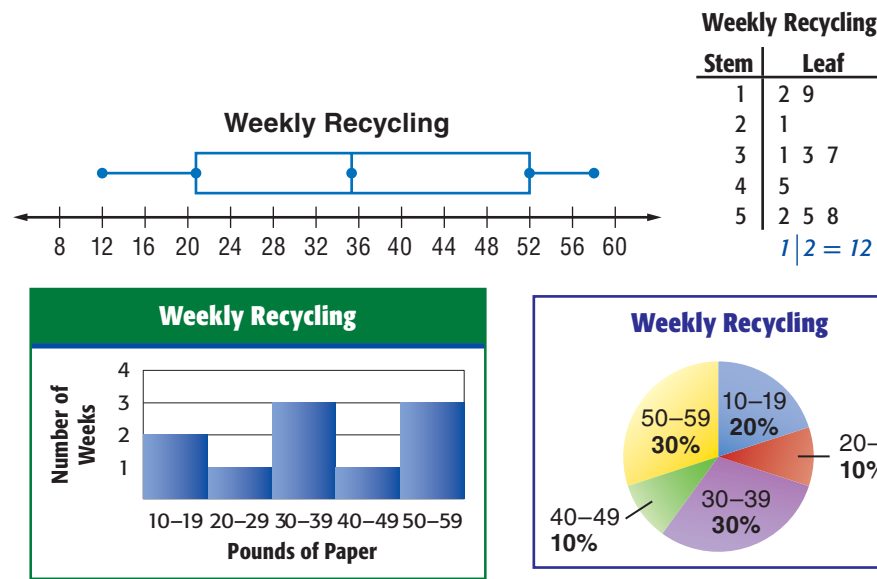 Weekly Recycling
8 12 16 20 24 28 32 36 40 44 48 52 56 60
Weekly Recycling
Stem Leaf
1 2 9
2 1
3 1 3 7
4 5
5 2 5 8
1|2 = 12
Weekly Recycling
Number of
Weeks
4
3
2
1
10–19 20–29 30–39 40–49 50–59
Pounds of Paper
Weekly Recycling
50–59
30%
10–19
20%
20–
10%
30–39
30%
40–49
10%